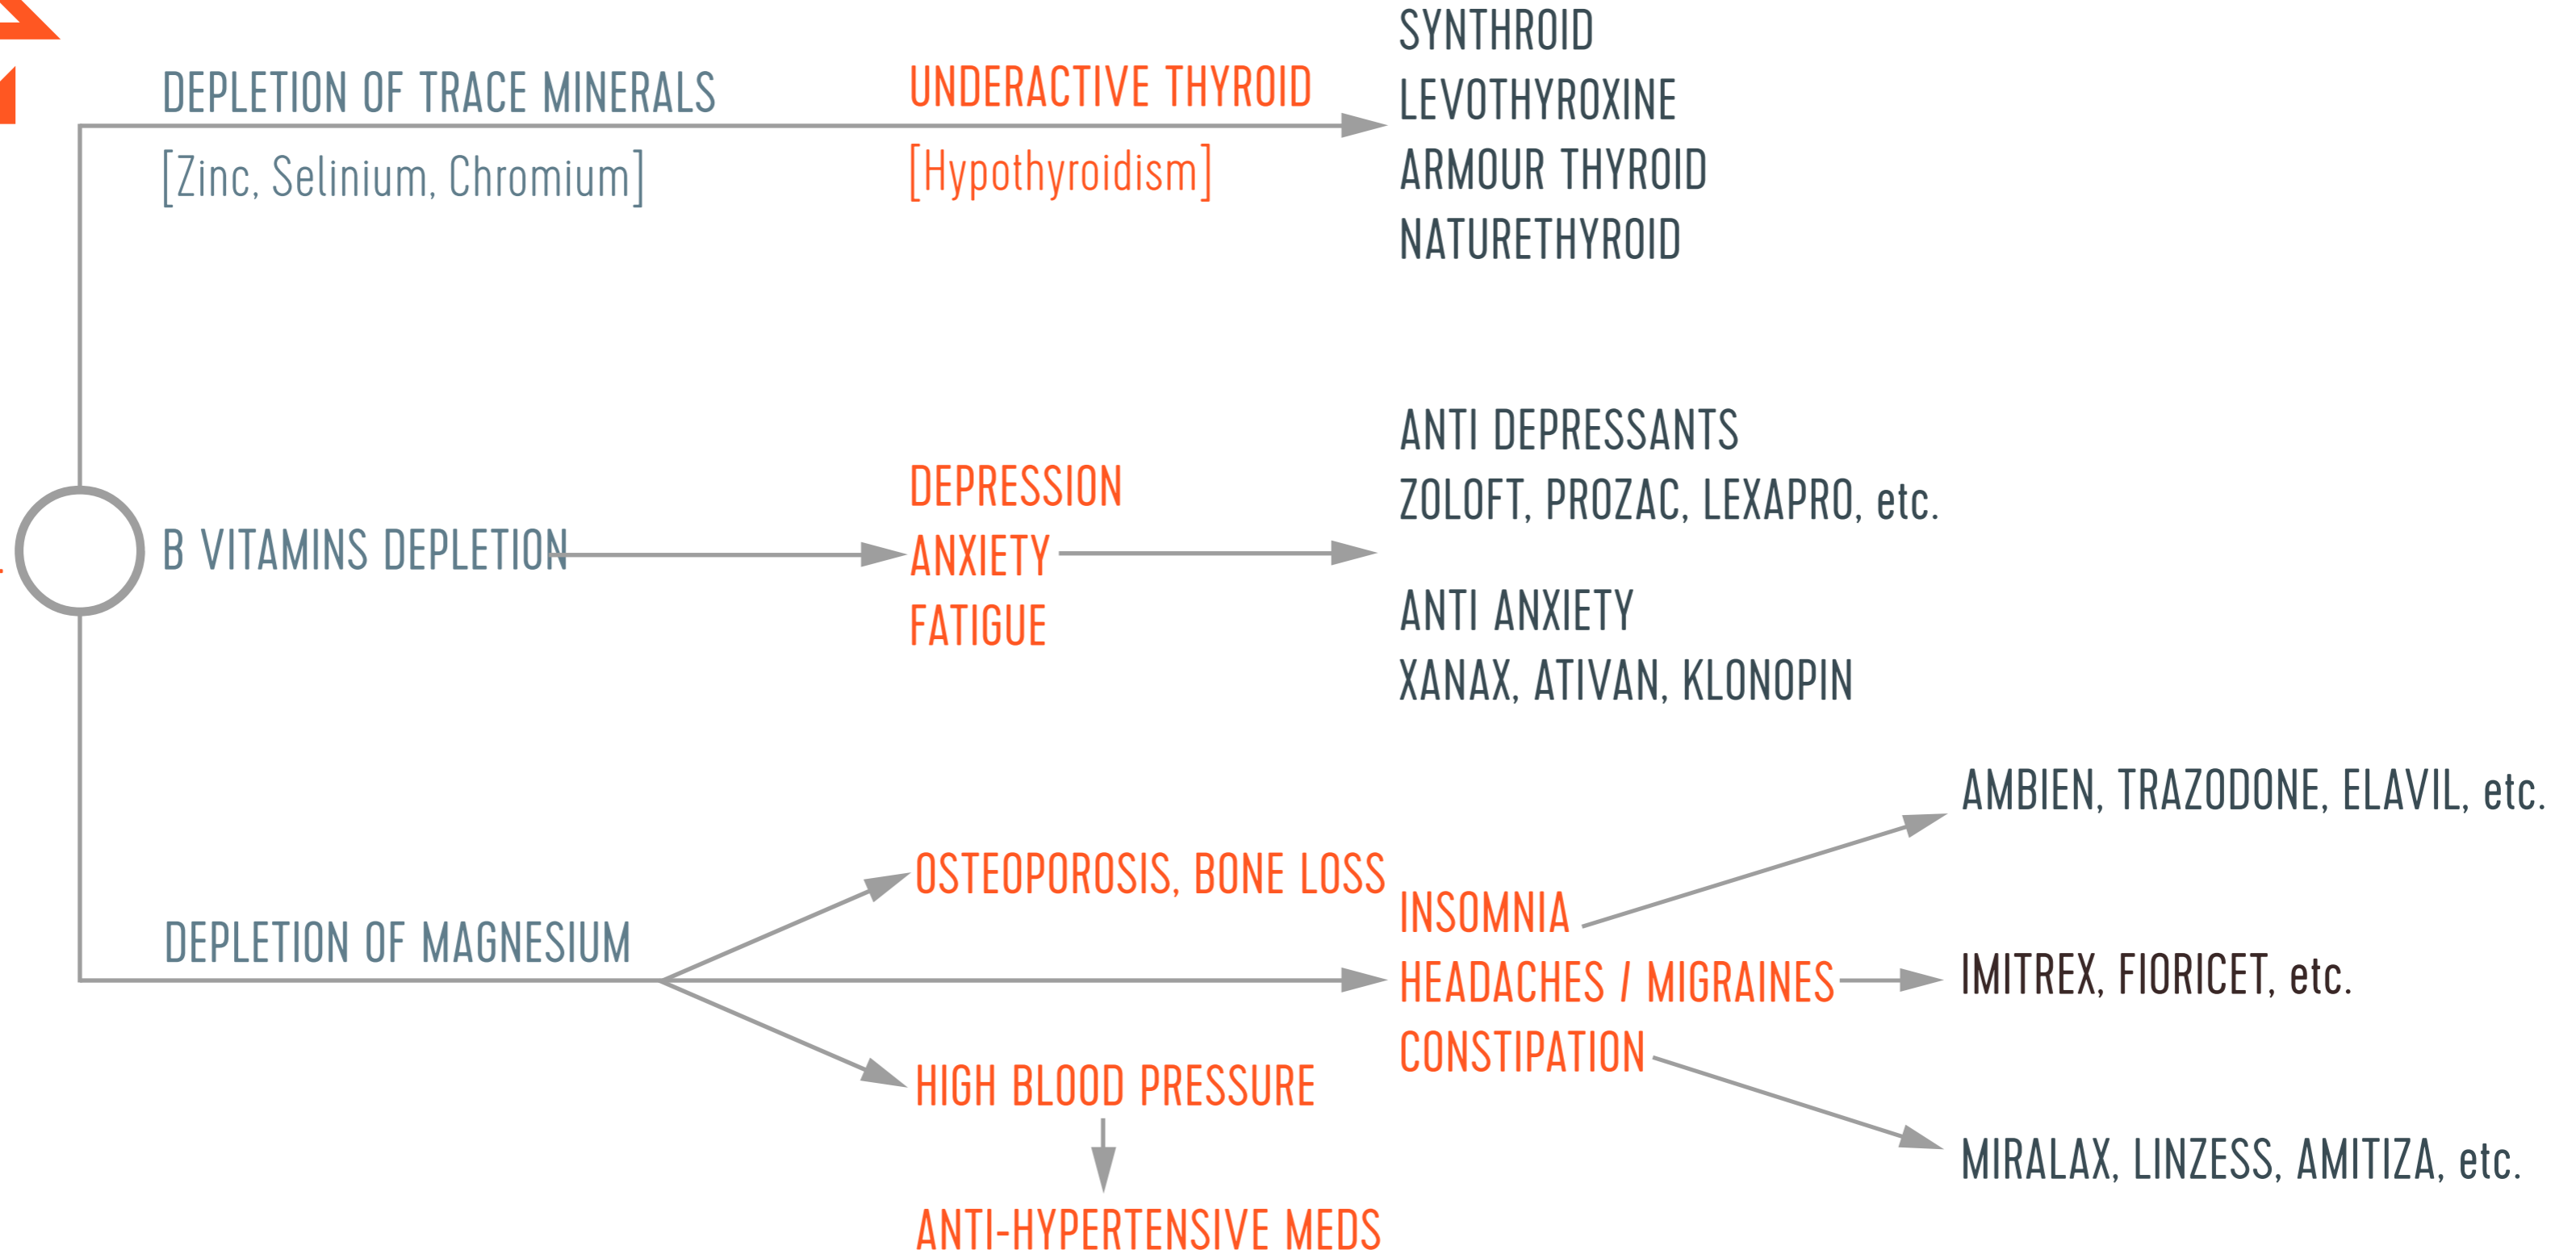 DEPLETION OF TRACE MINERALS
[Zinc, Selinium, Chromium]
UNDERACTIVE THYROID
[Hypothyroidism]
SYNTHROID
LEVOTHYROXINE
ARMOUR THYROID
NATURETHYROID
B VITAMINS DEPLETION
DEPRESSION
ANXIETY
FATIGUE
ANTI DEPRESSANTS
ZOLOFT, PROZAC, LEXAPRO, etc.
ANTI ANXIETY
XANAX, ATIVAN, KLONOPIN
DEPLETION OF MAGNESIUM
OSTEOPOROSIS, BONE LOSS
HIGH BLOOD PRESSURE
ANTI-HYPERTENSIVE MEDS
INSOMNIA
HEADACHES / MIGRAINES
CONSTIPATION
AMBIEN, TRAZODONE, ELAVIL, etc.
IMITREX, FIORICET, etc.
MIRALAX, LINZESS, AMITIZA, etc.